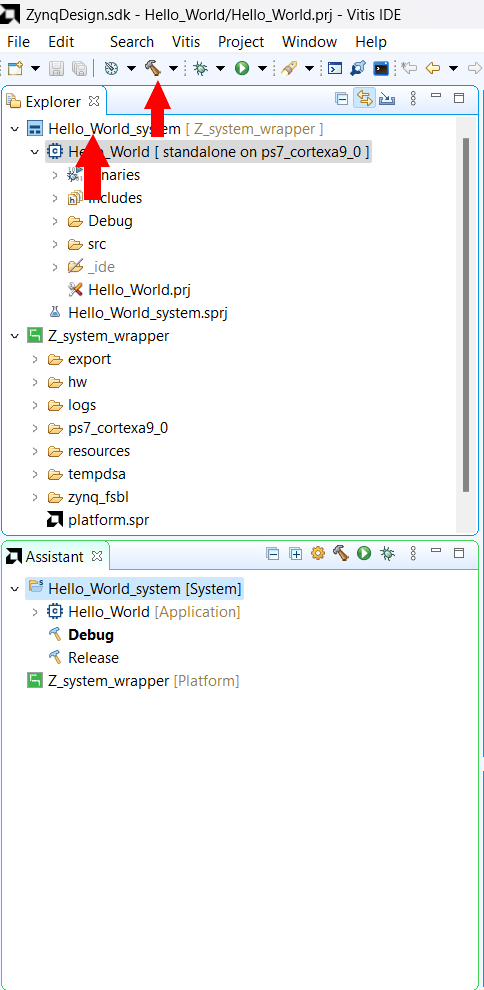 ZynqDesign.sdk - Hello_World/Hello_World.prj - Vitis IDE
File Edit Search Vitis Project Window Help
Explorer
Hello_World_system [ Z_system_wrapper ]
Hello_World [ standalone on ps7_cortexa9_0 ]
Includes
Debug
src
_ide
Hello_World.prj
Hello_World_system.sprj
Z_system_wrapper
export
hw
logs
ps7_cortexa9_0
resources
tempdsa
zynq_fsbl
platform.spr
Assistant
Hello_World_system [System]
Hello_World [Application]
Debug
Release
Z_system_wrapper [Platform]